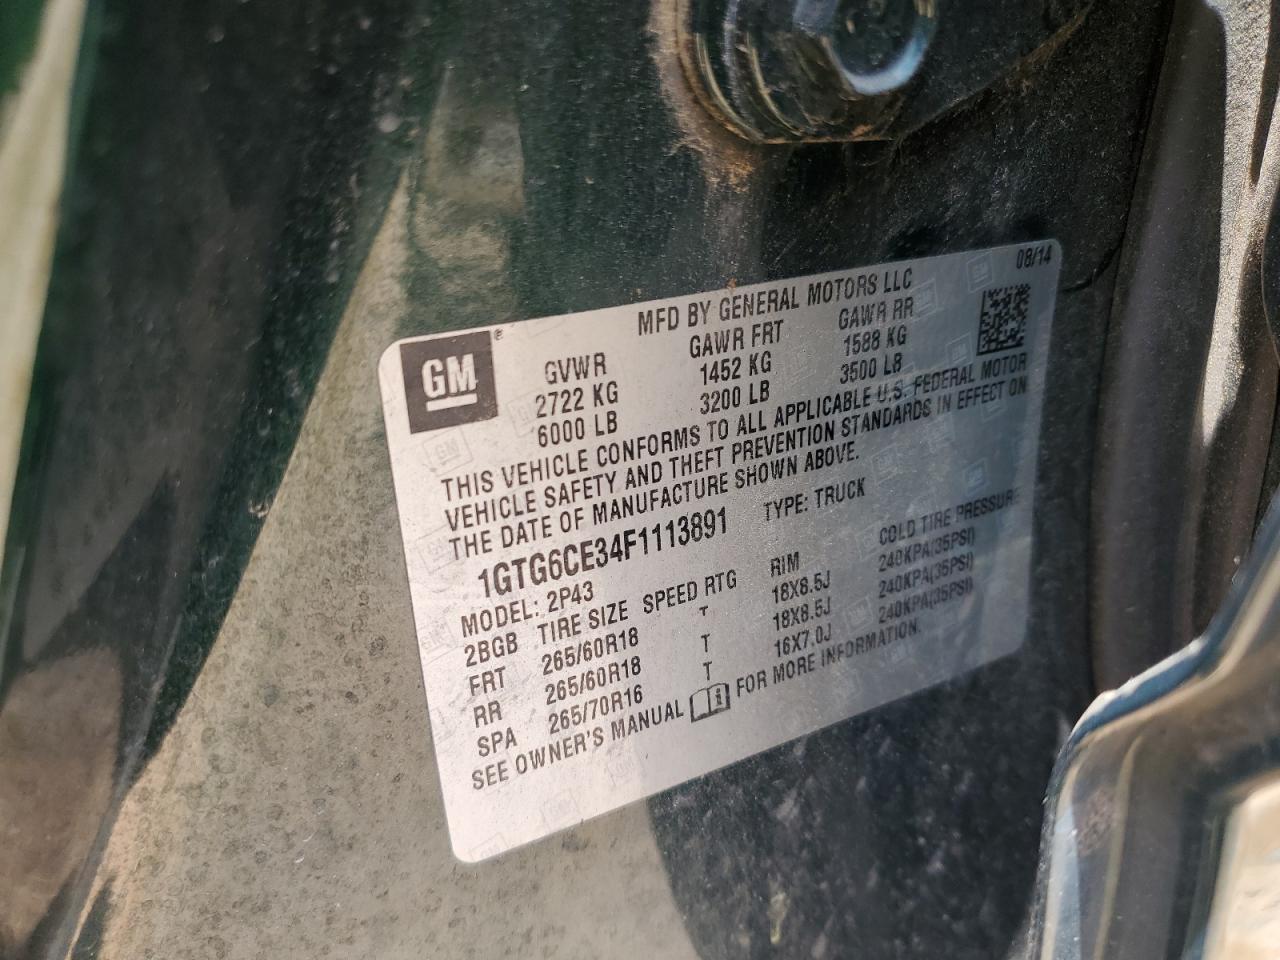 08/14
MFD BY GENERAL MOTORS LLC
GM ®
GVWR GAWR FRT GAWR RR
2722 KG 1452 KG 1588 KG
6000 LB 3200 LB 3500 LB
THIS VEHICLE CONFORMS TO ALL APPLICABLE U.S. FEDERAL MOTOR
VEHICLE SAFETY AND THEFT PREVENTION STANDARDS IN EFFECT ON
THE DATE OF MANUFACTURE SHOWN ABOVE.
1GTG6CE34F1113891 TYPE: TRUCK
MODEL: 2P43
2BGB TIRE SIZE SPEED RTG RIM COLD TIRE PRESSURE
FRT 265/60R18 T 18X8.5J 240KPA(35PSI)
RR 265/60R18 T 18X8.5J 240KPA(35PSI)
SPA 265/70R16 T 16X7.0J 240KPA(35PSI)
SEE OWNER'S MANUAL FOR MORE INFORMATION.